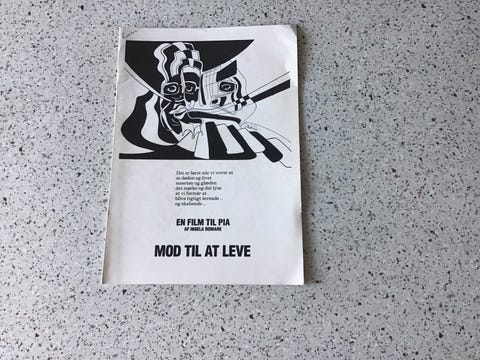 Det er først når vi vover at
se døden og livet
smerten og glæden
det mørke og det lyse
at vi formår at
blive rigtigt levende ..
og skabende ..
EN FILM TIL PIA
AF INGELA ROMARE
MOD TIL AT LEVE